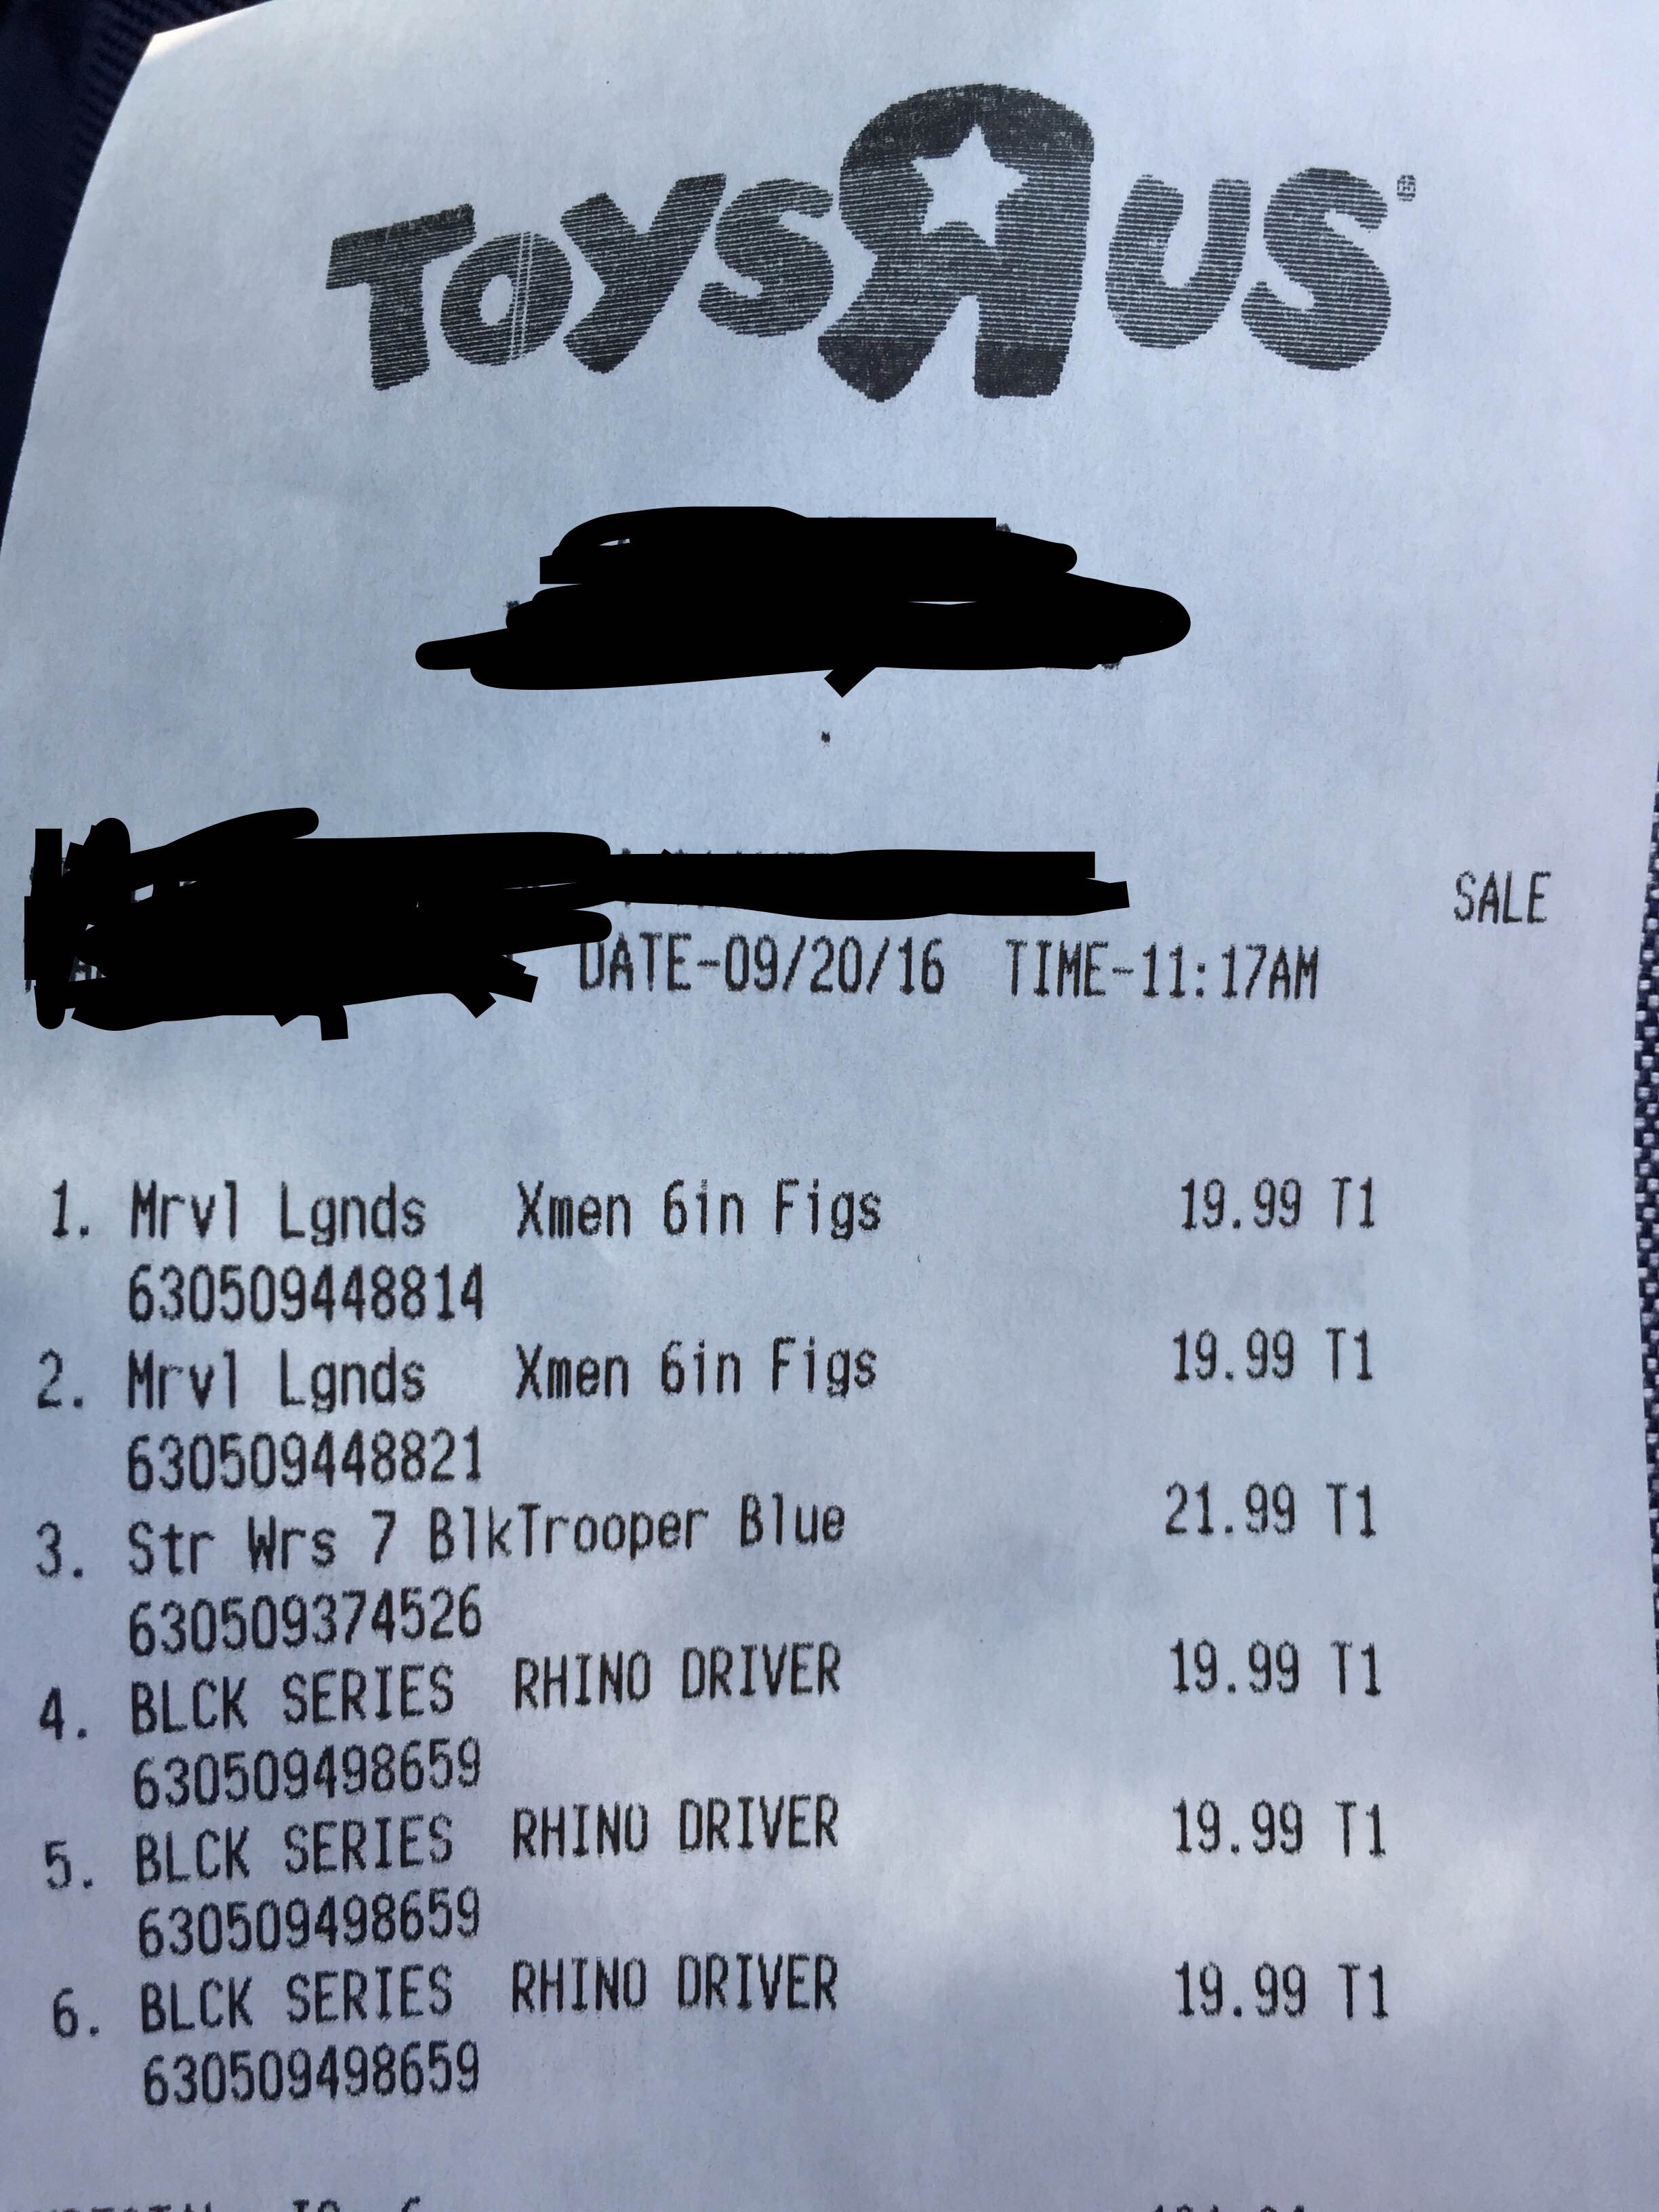 ToysRus®
SALE
DATE-09/20/16 TIME-11:17AM
1. Mrvl Lgnds Xmen 6in Figs 19.99 T1
630509448814
2. Mrvl Lgnds Xmen 6in Figs 19.99 T1
630509448821
3. Str Wrs 7 BlkTrooper Blue 21.99 T1
630509374526
4. BLCK SERIES RHINO DRIVER 19.99 T1
630509498659
5. BLCK SERIES RHINO DRIVER 19.99 T1
630509498659
6. BLCK SERIES RHINO DRIVER 19.99 T1
630509498659